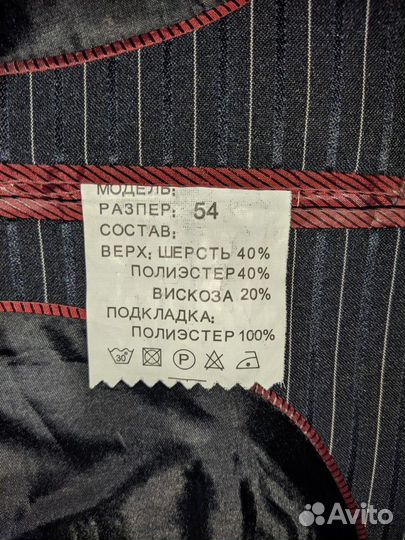 МОДЕЛЬ:
РАЗПЕР: 54
СОСТАВ:
ВЕРХ: ШЕРСТЬ 40%
ПОЛИЭСТЕР 40%
ВИСКОЗА 20%
ПОДКЛАДКА:
ПОЛИЭСТЕР 100%
30 P
Avito